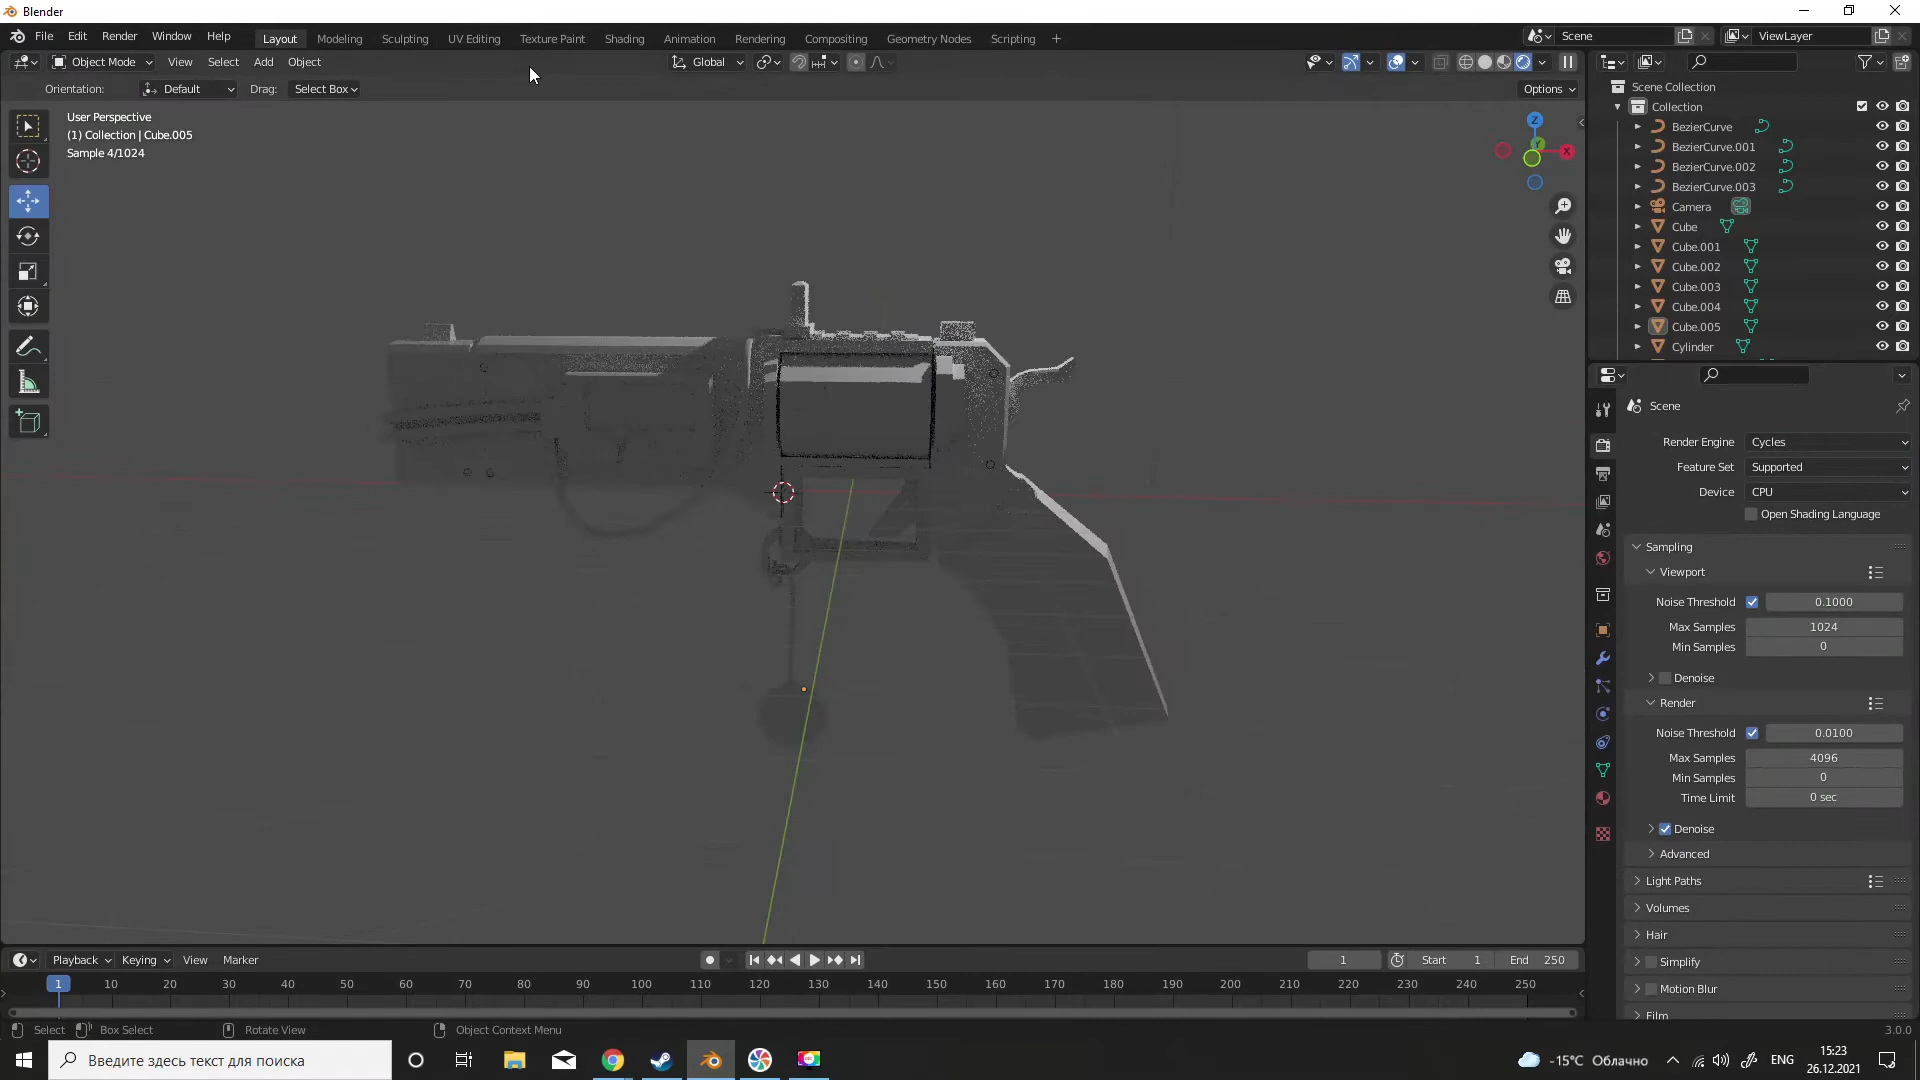 Blender
File Edit Render Window Help Layout Modeling Sculpting UV Editing Texture Paint Shading Animation Rendering Compositing Geometry Nodes Scripting + Scene ViewLayer
Object Mode View Select Add Object Global
Orientation: Default Drag: Select Box Options
User Perspective
(1) Collection | Cube.005
Sample 4/1024
Z
Y
X
Scene Collection
Collection
BezierCurve
BezierCurve.001
BezierCurve.002
BezierCurve.003
Camera
Cube
Cube.001
Cube.002
Cube.003
Cube.004
Cube.005
Cylinder
Scene
Render Engine Cycles
Feature Set Supported
Device CPU
Open Shading Language
Sampling
Viewport
Noise Threshold 0.1000
Max Samples 1024
Min Samples 0
Denoise
Render
Noise Threshold 0.0100
Max Samples 4096
Min Samples 0
Time Limit 0 sec
Denoise
Advanced
Light Paths
Volumes
Hair
Simplify
Motion Blur
Film
Playback Keying View Marker 1 Start 1 End 250
1 10 20 30 40 50 60 70 80 90 100 110 120 130 140 150 160 170 180 190 200 210 220 230 240 250
Select Box Select Rotate View Object Context Menu 3.0.0
Введите здесь текст для поиска -15°C Облачно ENG 15:23
26.12.2021